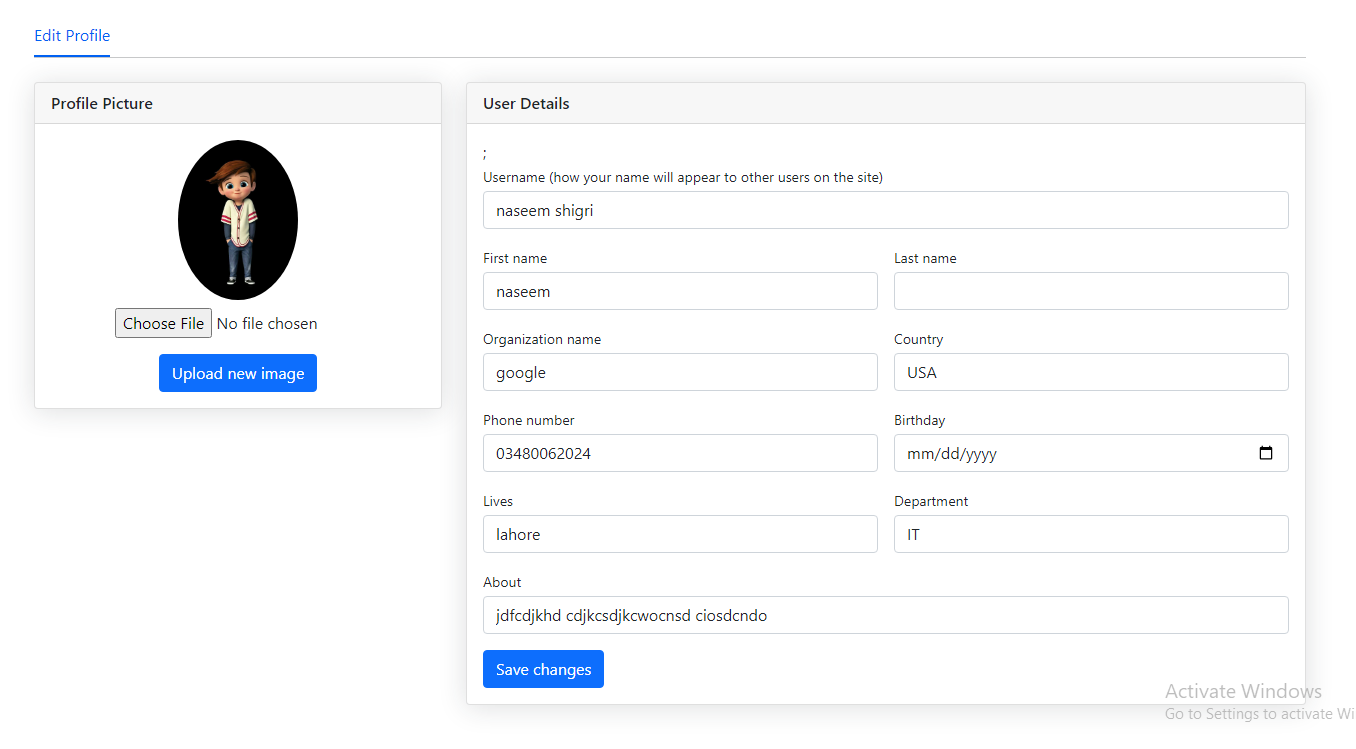 Edit Profile
Profile Picture
Choose File No file chosen
Upload new image
User Details
;
Username (how your name will appear to other users on the site)
naseem shigri
First name Last name
naseem
Organization name Country
google USA
Phone number Birthday
03480062024 mm/dd/yyyy
Lives Department
lahore IT
About
jdfcdjkhd cdjkcsdjkcwocnsd ciosdcndo
Save changes
Activate Windows
Go to Settings to activate Wi